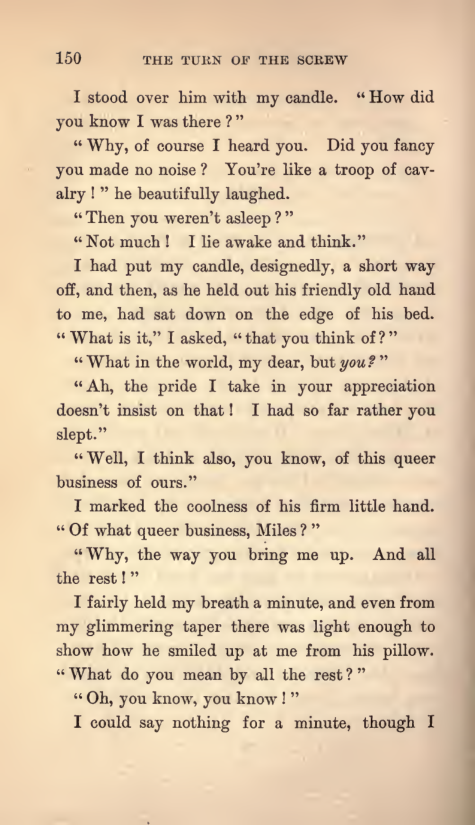 150 THE TURN OF THE SCREW
I stood over him with my candle. “How did
you know I was there?”
“Why, of course I heard you. Did you fancy
you made no noise? You're like a troop of cav-
alry!” he beautifully laughed.
“Then you weren't asleep?”
“Not much! I lie awake and think.”
I had put my candle, designedly, a short way
off, and then, as he held out his friendly old hand
to me, had sat down on the edge of his bed.
“What is it,” I asked, “that you think of?”
“What in the world, my dear, but you?”
“Ah, the pride I take in your appreciation
doesn't insist on that! I had so far rather you
slept.”
“Well, I think also, you know, of this queer
business of ours.”
I marked the coolness of his firm little hand.
“Of what queer business, Miles?”
“Why, the way you bring me up. And all
the rest!”
I fairly held my breath a minute, and even from
my glimmering taper there was light enough to
show how he smiled up at me from his pillow.
“What do you mean by all the rest?”
“Oh, you know, you know!”
I could say nothing for a minute, though I